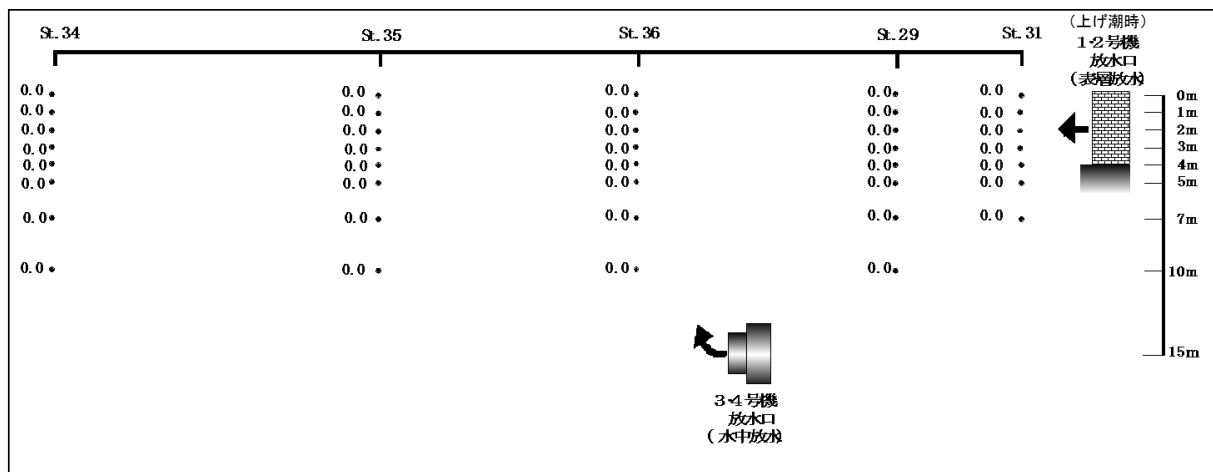 St.34 St.35 St.36 St.29 St.31
(上げ潮時)
1・2号機
放水口
(表層放水)
0.0 0.0 0.0 0.0 0.0 0m
0.0 0.0 0.0 0.0 0.0 1m
0.0 0.0 0.0 0.0 0.0 2m
0.0 0.0 0.0 0.0 0.0 3m
0.0 0.0 0.0 0.0 0.0 4m
0.0 0.0 0.0 0.0 0.0 5m
0.0 0.0 0.0 0.0 0.0 7m
0.0 0.0 0.0 0.0 10m
15m
3・4号機
放水口
(水中放水)